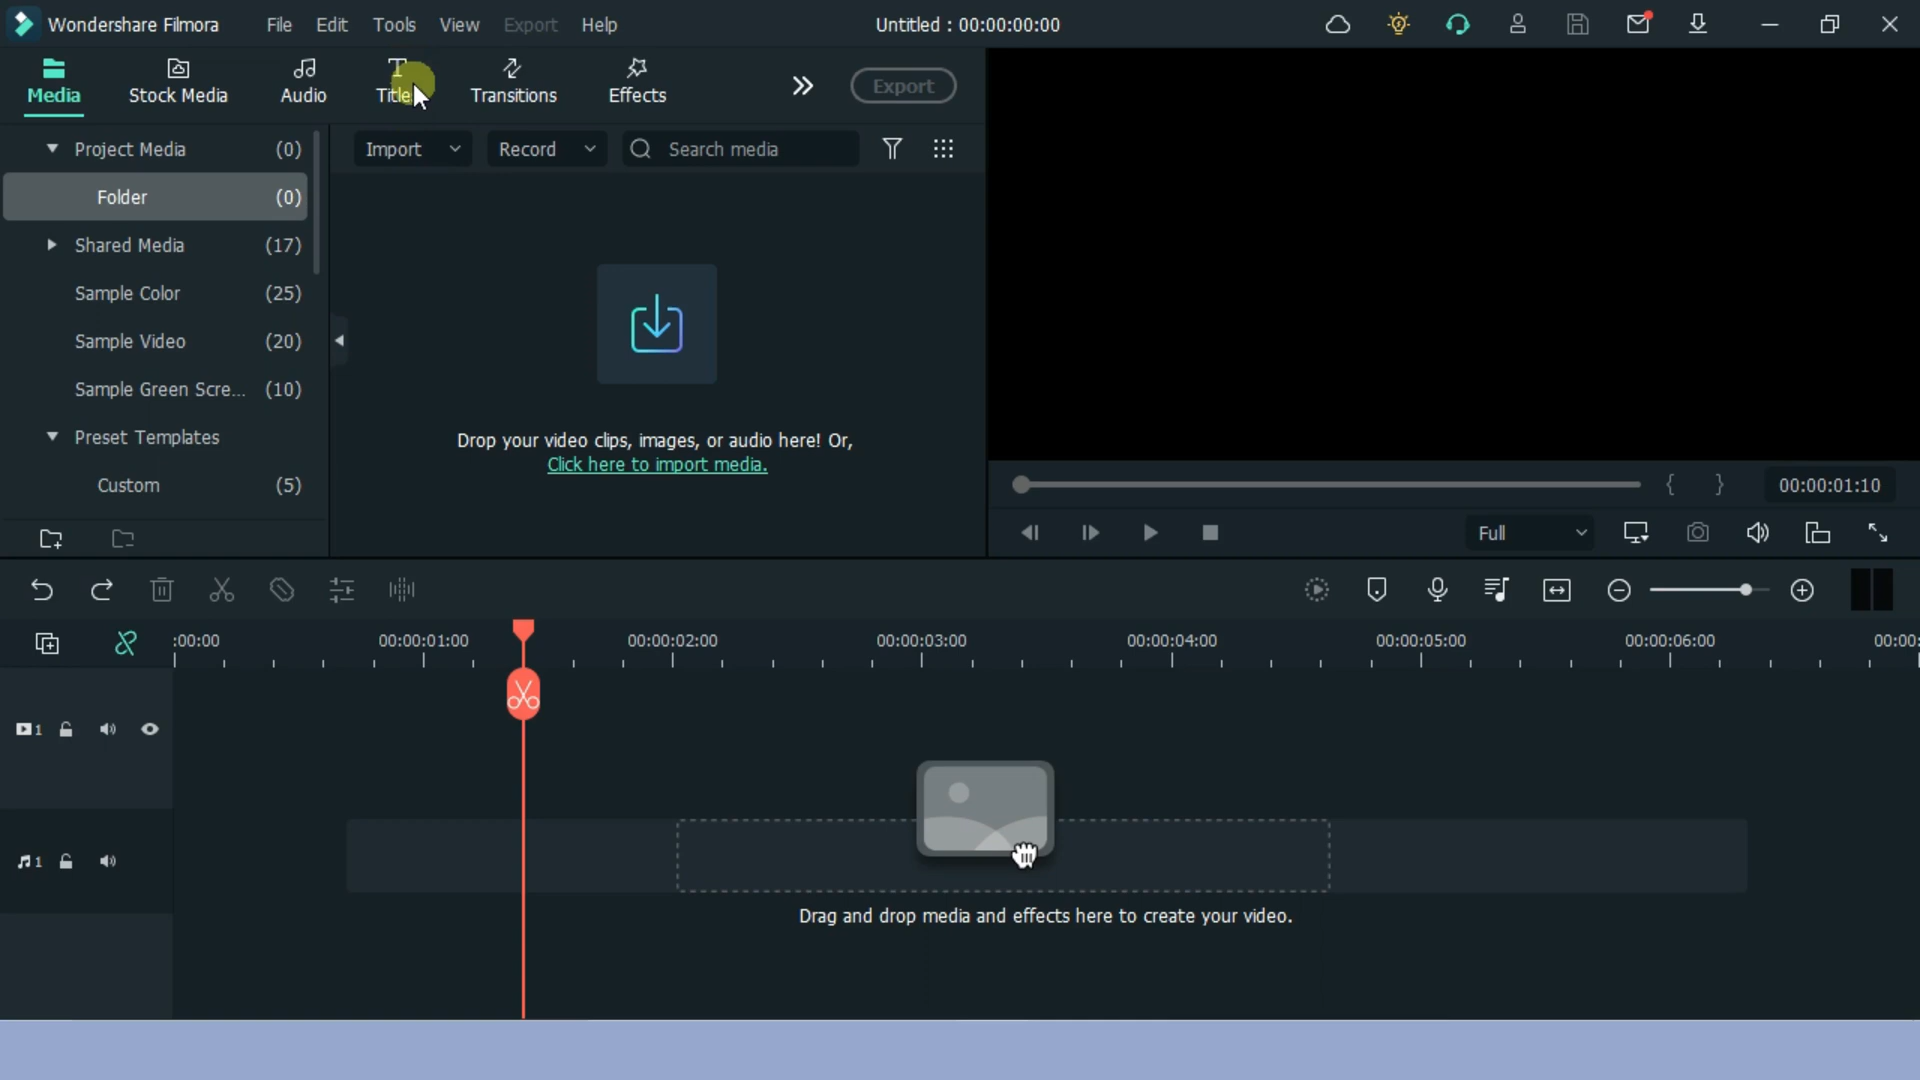 Wondershare Filmora File Edit Tools View Export Help Untitled : 00:00:00:00
Media Stock Media Audio Titles Transitions Effects Export
Project Media (0)
Folder (0)
Shared Media (17)
Sample Color (25)
Sample Video (20)
Sample Green Scre... (10)
Preset Templates
Custom (5)
Import Record Search media
Drop your video clips, images, or audio here! Or,
Click here to import media.
{ } 00:00:01:10
Full
:00:00 00:00:01:00 00:00:02:00 00:00:03:00 00:00:04:00 00:00:05:00 00:00:06:00 00:00:
1
1
Drag and drop media and effects here to create your video.